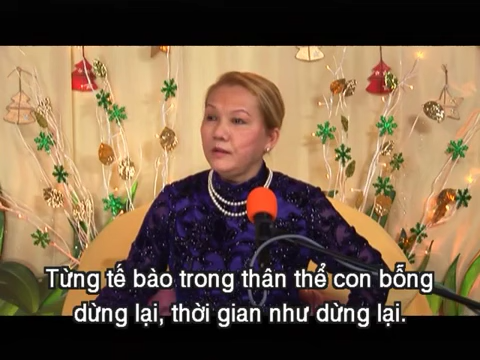 Từng tế bào trong thân thể con bỗng
dừng lại, thời gian như dừng lại.